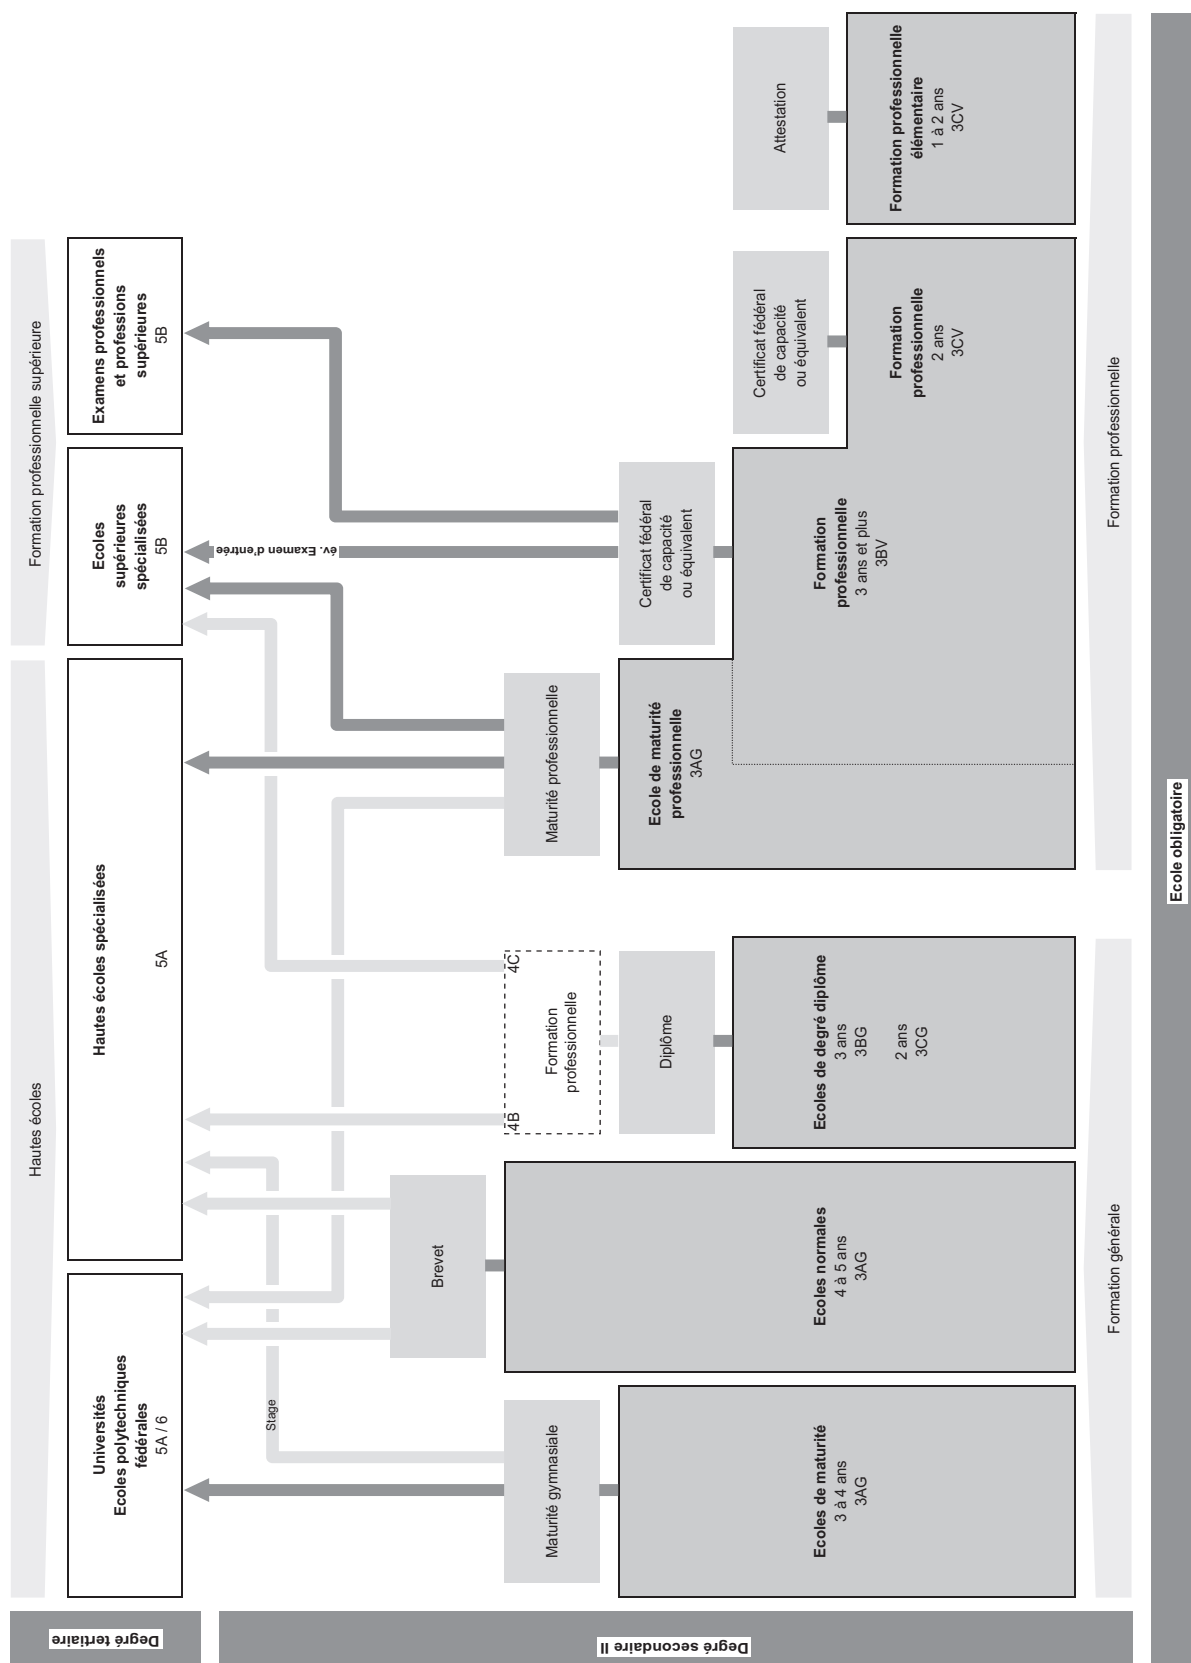 Degré tertiaire
Hautes écoles
Formation professionnelle supérieure
Universités
Ecoles polytechniques
fédérales
5A / 6
Hautes écoles spécialisées
5A
Ecoles
supérieures
spécialisées
5B
Examens professionnels
et professions
supérieures
5B
Degré secondaire II
Stage
év. Examen d'entrée
Brevet
Maturité gymnasiale
4B
4C
Formation
professionnelle
Maturité professionnelle
Diplôme
Certificat fédéral
de capacité
ou équivalent
Certificat fédéral
de capacité
ou équivalent
Attestation
Ecoles de maturité
3 à 4 ans
3AG
Ecoles normales
4 à 5 ans
3AG
Ecoles de degré diplôme
3 ans
3BG
2 ans
3CG
Ecole de maturité
professionnelle
3AG
Formation
professionnelle
3 ans et plus
3BV
Formation
professionnelle
2 ans
3CV
Formation professionnelle
élémentaire
1 à 2 ans
3CV
Formation générale
Formation professionnelle
Ecole obligatoire